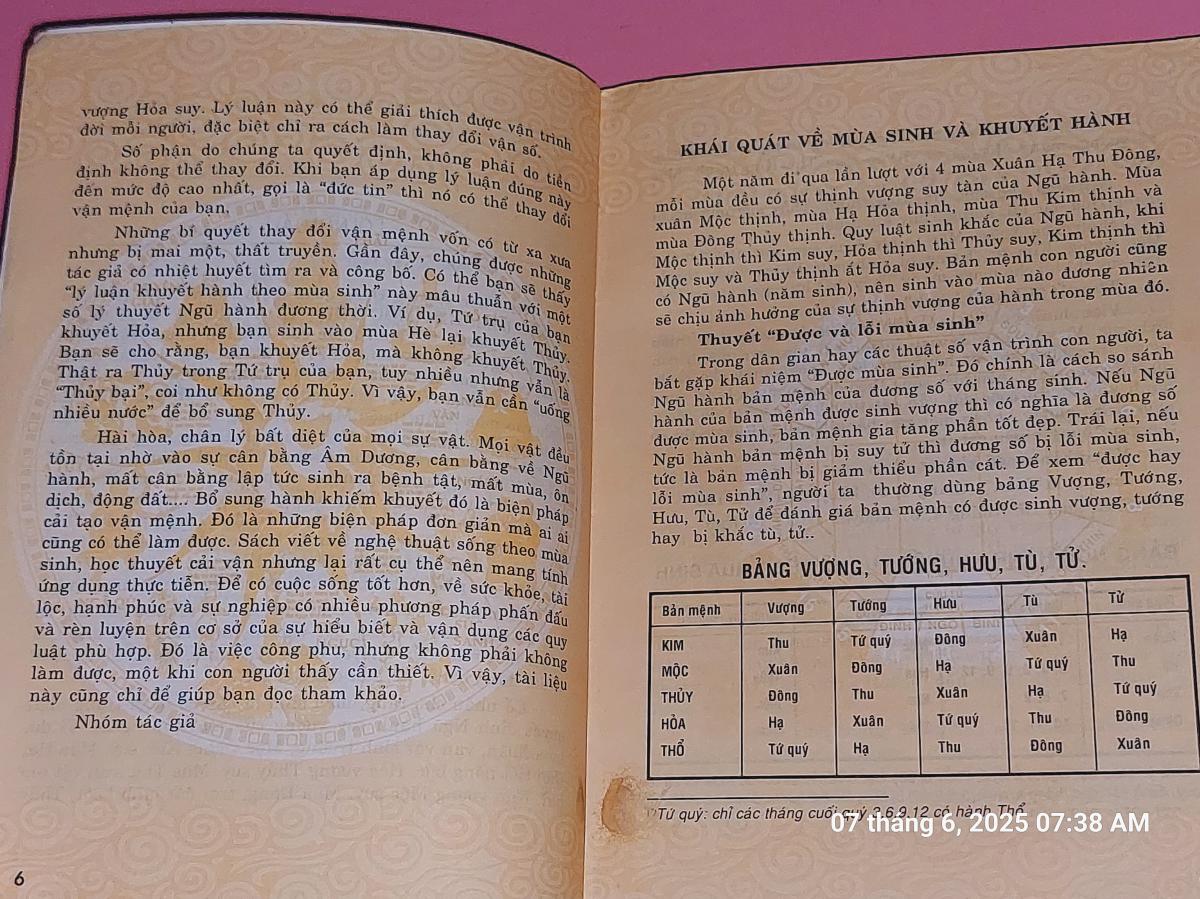 vượng Hỏa suy. Lý luận này có thể giải thích được vận trình
đời mỗi người, đặc biệt chỉ ra cách làm thay đổi vận số.
Số phận do chúng ta quyết định, không phải do tiền
định không thể thay đổi. Khi bạn áp dụng lý luận đúng này
đến mức độ cao nhất, gọi là "đức tin" thì nó có thể thay đổi
vận mệnh của bạn.
Những bí quyết thay đổi vận mệnh vốn có từ xa xưa
nhưng bị mai một, thất truyền. Gần đây, chúng được những
tác giả có nhiệt huyết tìm ra và công bố. Có thể bạn sẽ thấy
"lý luận khuyết hành theo mùa sinh" này mâu thuẫn với một
số lý thuyết Ngũ hành đương thời. Ví dụ, Tứ trụ của bạn
khuyết Hỏa, nhưng bạn sinh vào mùa Hè lại khuyết Thủy.
Bạn sẽ cho rằng, bạn khuyết Hỏa, mà không khuyết Thủy.
Thật ra Thủy trong Tứ trụ của bạn, tuy nhiều nhưng vẫn là
"Thủy bại", coi như không có Thủy. Vì vậy, bạn vẫn cần "uống
nhiều nước" để bổ sung Thủy.
Hài hòa, chân lý bất diệt của mọi sự vật. Mọi vật đều
tồn tại nhờ vào sự cân bằng Âm Dương, cân bằng về Ngũ
hành, mất cân bằng lập tức sinh ra bệnh tật, mất mùa, ôn
dịch, động đất.... Bổ sung hành khiếm khuyết đó là biện pháp
cải tạo vận mệnh. Đó là những biện pháp đơn giản mà ai ai
cũng có thể làm được. Sách viết về nghệ thuật sống theo mùa
sinh, học thuyết cải vận nhưng lại rất cụ thể nên mang tính
ứng dụng thực tiễn. Để có cuộc sống tốt hơn, về sức khỏe, tài
lộc, hạnh phúc và sự nghiệp có nhiều phương pháp phấn đấu
và rèn luyện trên cơ sở của sự hiểu biết và vận dụng các quy
luật phù hợp. Đó là việc công phu, nhưng không phải không
làm được, một khi con người thấy cần thiết. Vì vậy, tài liệu
này cũng chỉ để giúp bạn đọc tham khảo.
Nhóm tác giả
6
KHÁI QUÁT VỀ MÙA SINH VÀ KHUYẾT HÀNH
Một năm đi qua lần lượt với 4 mùa Xuân Hạ Thu Đông,
mỗi mùa đều có sự thịnh vượng suy tàn của Ngũ hành. Mùa
xuân Mộc thịnh, mùa Hạ Hỏa thịnh, mùa Thu Kim thịnh và
mùa Đông Thủy thịnh. Quy luật sinh khắc của Ngũ hành, khi
Mộc thịnh thì Kim suy, Hỏa thịnh thì Thủy suy, Kim thịnh thì
Mộc suy và Thủy thịnh ắt Hỏa suy. Bản mệnh con người cũng
có Ngũ hành (năm sinh), nên sinh vào mùa nào đương nhiên
sẽ chịu ảnh hưởng của sự thịnh vượng của hành trong mùa đó.
Thuyết "Được và lỗi mùa sinh"
Trong dân gian hay các thuật số vận trình con người, ta
bắt gặp khái niệm "Được mùa sinh". Đó chính là cách so sánh
Ngũ hành bản mệnh của đương số với tháng sinh. Nếu Ngũ
hành của bản mệnh được sinh vượng thì có nghĩa là đương số
được mùa sinh, bản mệnh gia tăng phần tốt đẹp. Trái lại, nếu
Ngũ hành bản mệnh bị suy tử thì đương số bị lỗi mùa sinh,
tức là bản mệnh bị giảm thiểu phần cát. Để xem "được hay
lỗi mùa sinh", người ta thường dùng bảng Vượng, Tướng,
Hưu, Tù, Tử để đánh giá bản mệnh có được sinh vượng, tướng
hay bị khắc tù, tử..
BẢNG VƯỢNG, TƯỚNG, HƯU, TÙ, TỬ.
Bản mệnh Vượng Tướng Hưu Tù Tử
KIM Thu Tứ quý Đông Xuân Hạ
MỘC Xuân Đông Hạ Tứ quý Thu
THỦY Đông Thu Xuân Hạ Tứ quý
HỎA Hạ Xuân Tứ quý Thu Đông
THỔ Tứ quý Hạ Thu Đông Xuân
Tứ quý: chỉ các tháng cuối quý 3,6,9,12 có hành Thổ
07 tháng 6, 2025 07:38 AM